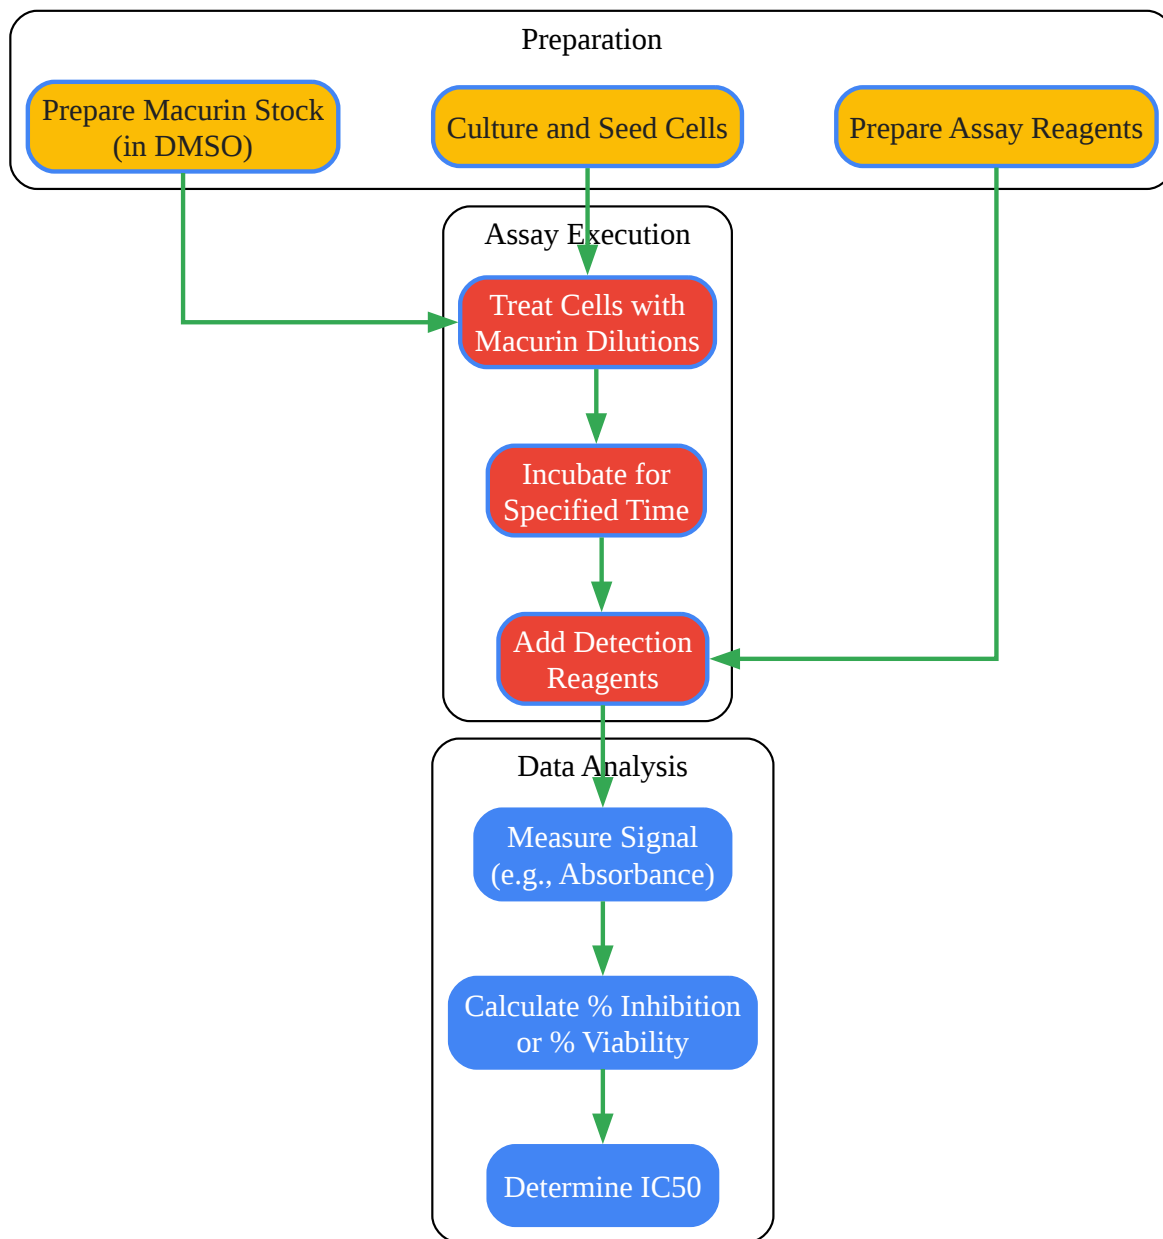 Preparation
Prepare Macurin Stock
(in DMSO)
Culture and Seed Cells
Prepare Assay Reagents
Assay Execution
Treat Cells with
Macurin Dilutions
Incubate for
Specified Time
Add Detection
Reagents
Data Analysis
Measure Signal
(e.g., Absorbance)
Calculate % Inhibition
or % Viability
Determine IC50